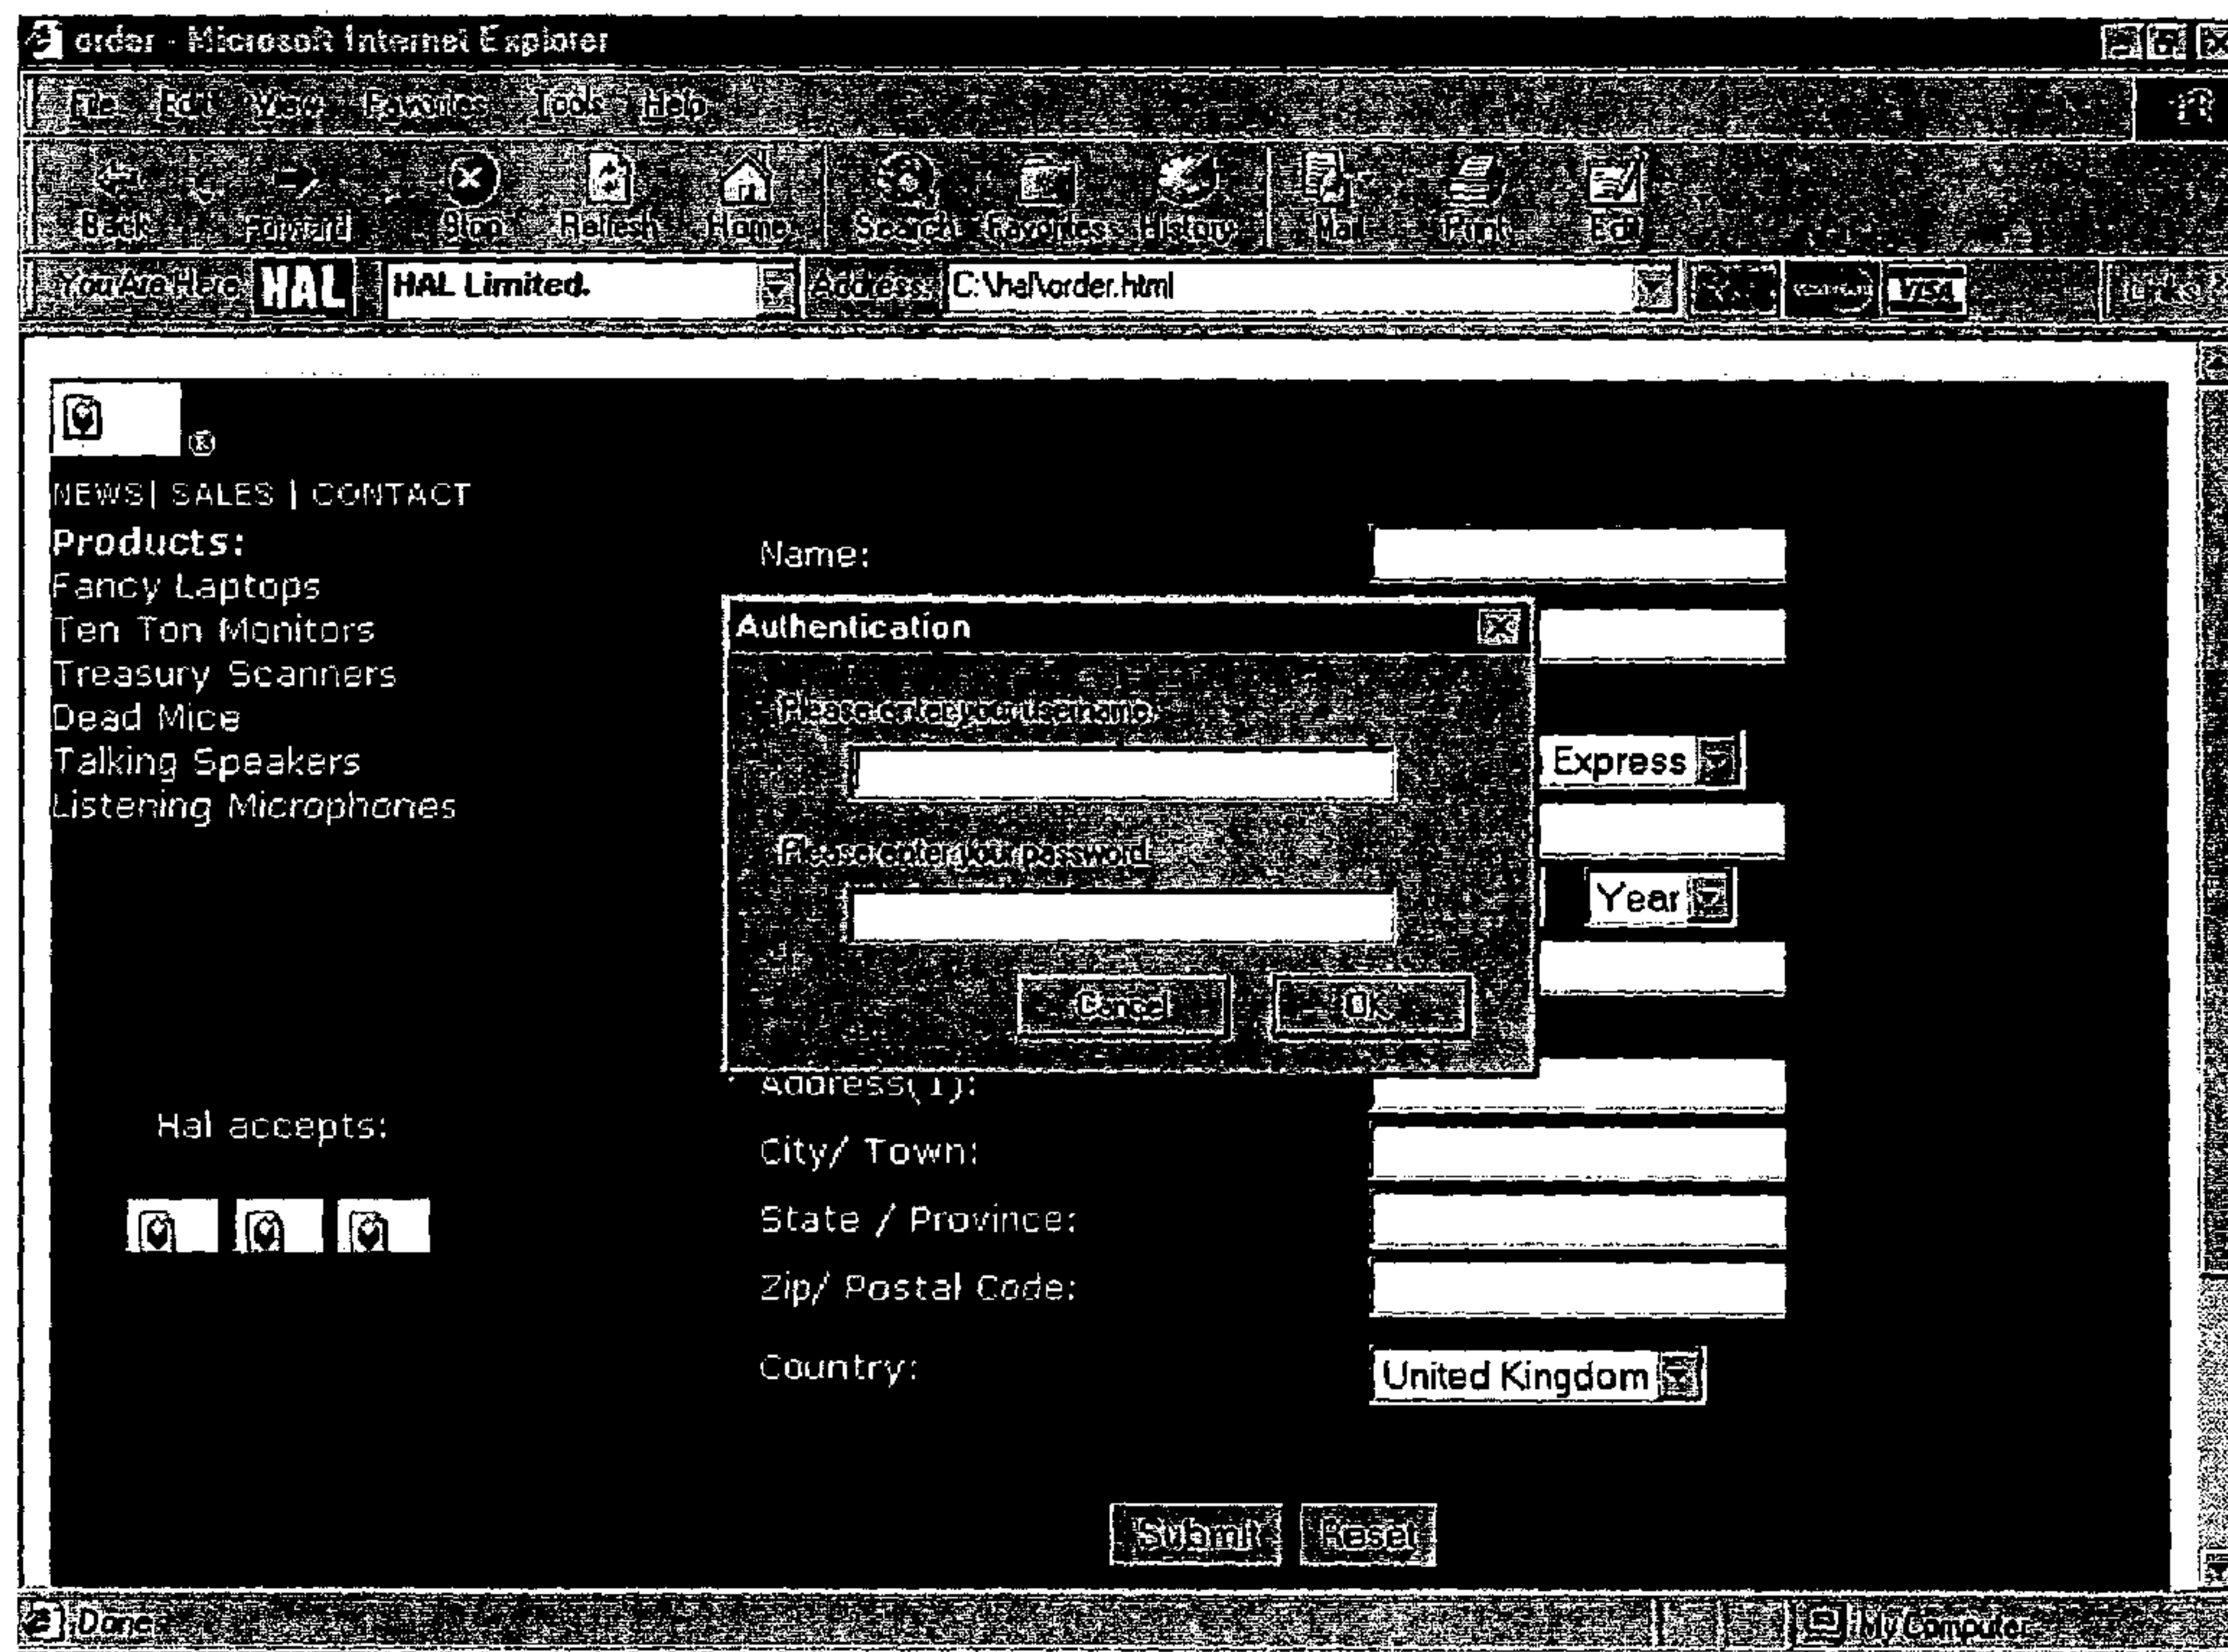 order - Microsoft Internet Explorer
File Edit View Favorites Tools Help
Back Forward Stop Refresh Home Search Favorites History Mail Print Edit
You Are Here HAL HAL Limited. Address: C:\hal\order.html VISA Links
®
NEWS| SALES | CONTACT
Products:
Fancy Laptops
Ten Ton Monitors
Treasury Scanners
Dead Mice
Talking Speakers
Listening Microphones
Hal accepts:
Name:
Authentication
Please enter your username.
Please enter your password.
Cancel OK
Express
Year
Address(1):
City/ Town:
State / Province:
Zip/ Postal Code:
Country: United Kingdom
Submit Reset
Done My Computer